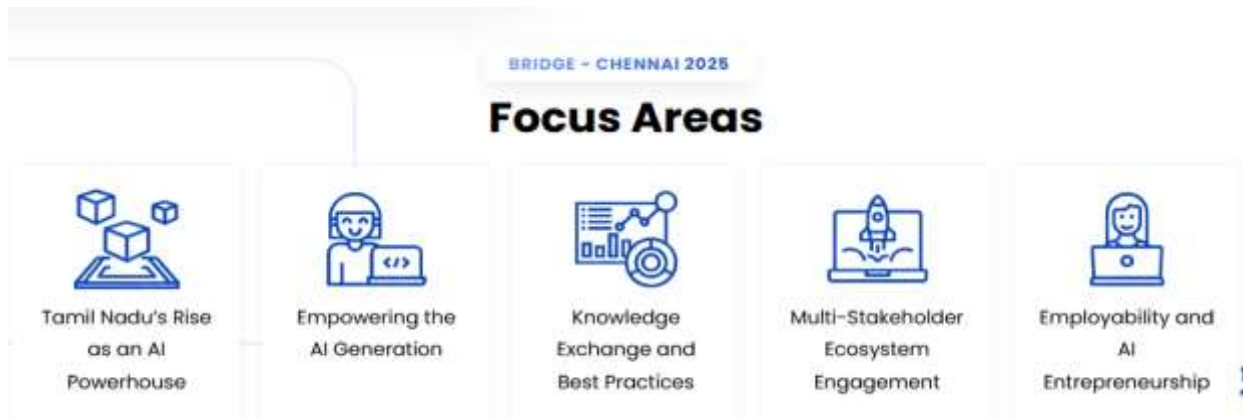 BRIDGE - CHENNAI 2025
Focus Areas
Tamil Nadu's Rise
as an AI
Powerhouse
Empowering the
AI Generation
Knowledge
Exchange and
Best Practices
Multi-Stakeholder
Ecosystem
Engagement
Employability and
AI
Entrepreneurship